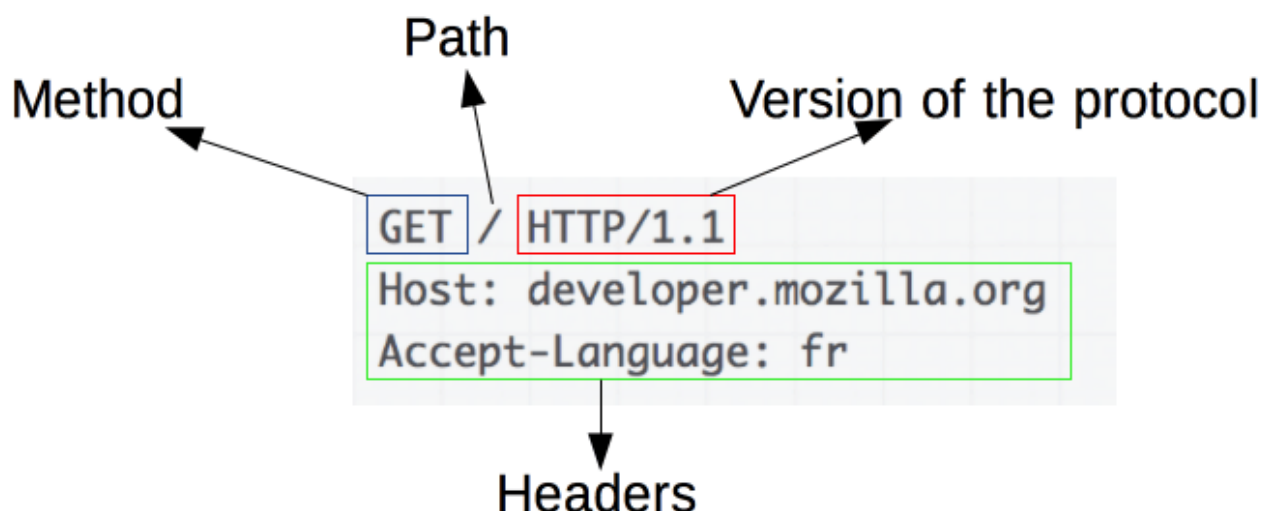 Path
Method
Version of the protocol
GET / HTTP/1.1
Host: developer.mozilla.org
Accept-Language: fr
Headers